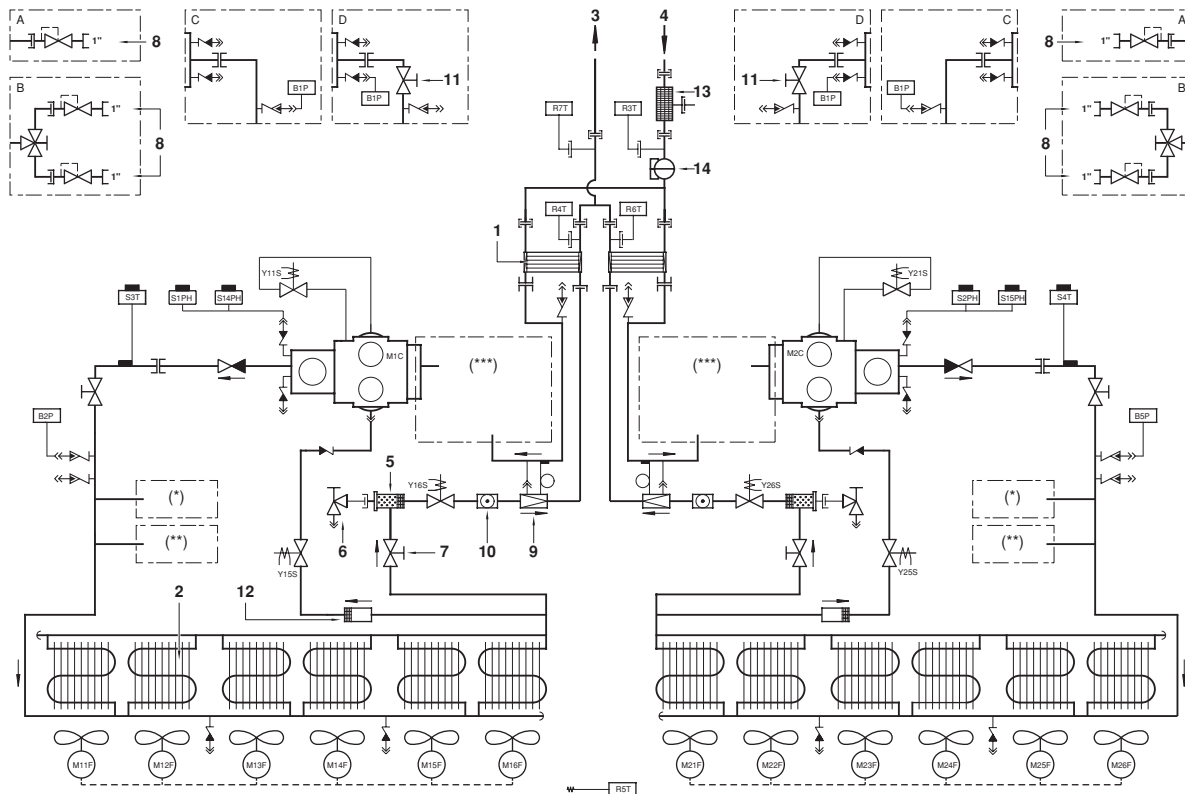 A
1"
8
B
1"
8
1"
C
B1P
D
B1P
11
3
4
R7T
R3T
13
14
D
11
B1P
C
B1P
A
8
1"
B
1"
8
1"
R4T
R6T
1
Y11S
Y21S
S3T
S1PH
S14PH
S2PH
S15PH
S4T
M1C
(***)
(***)
M2C
B2P
B5P
5
Y16S
Y26S
(*)
(*)
6
7
10
9
(**)
(**)
Y15S
Y25S
2
12
M11F
M12F
M13F
M14F
M15F
M16F
M21F
M22F
M23F
M24F
M25F
M26F
R5T